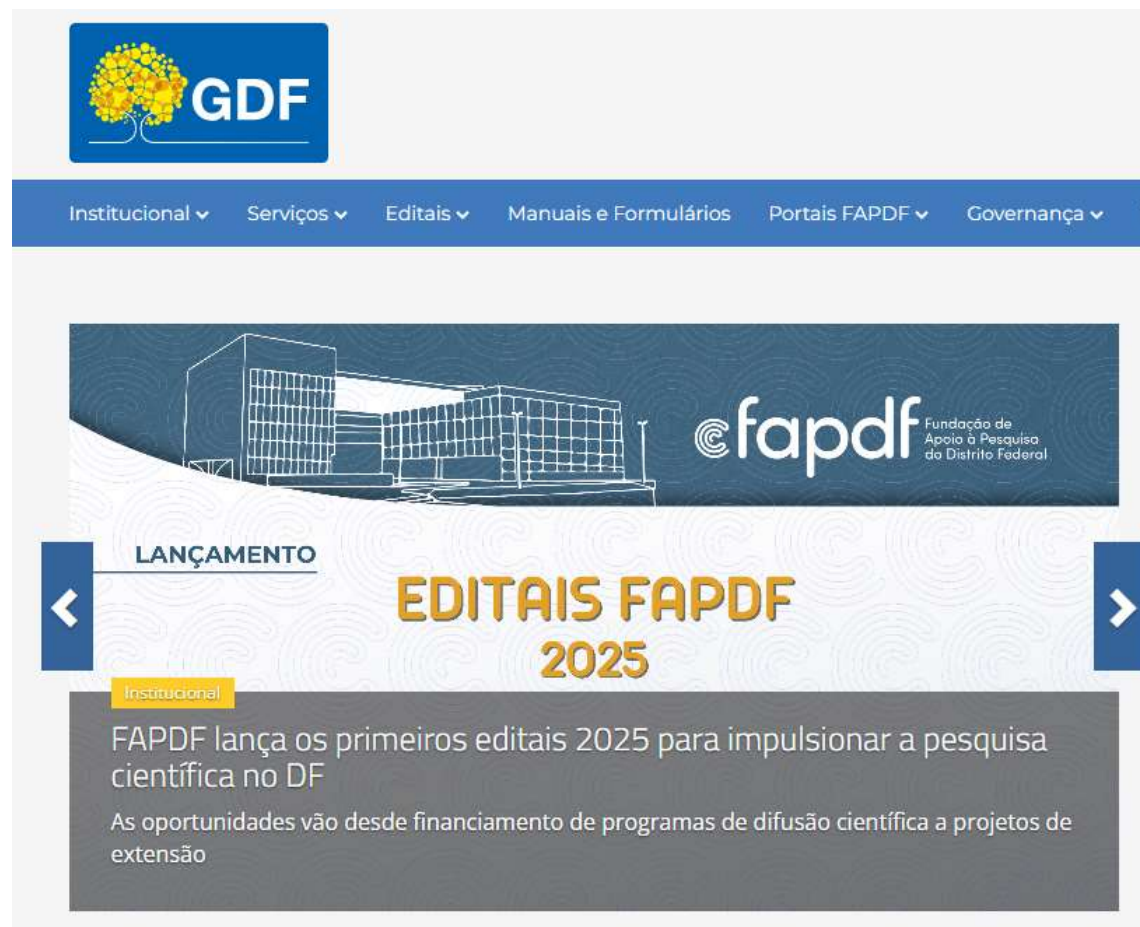 GDF
Institucional
Serviços
Editais
Manuais e Formulários
Portais FAPDF
Governança
fapdf
Fundação de
Apoio à Pesquisa
do Distrito Federal
LANÇAMENTO
EDITAIS FAPDF
2025
Institucional
FAPDF lança os primeiros editais 2025 para impulsionar a pesquisa
científica no DF
As oportunidades vão desde financiamento de programas de difusão científica a projetos de
extensão